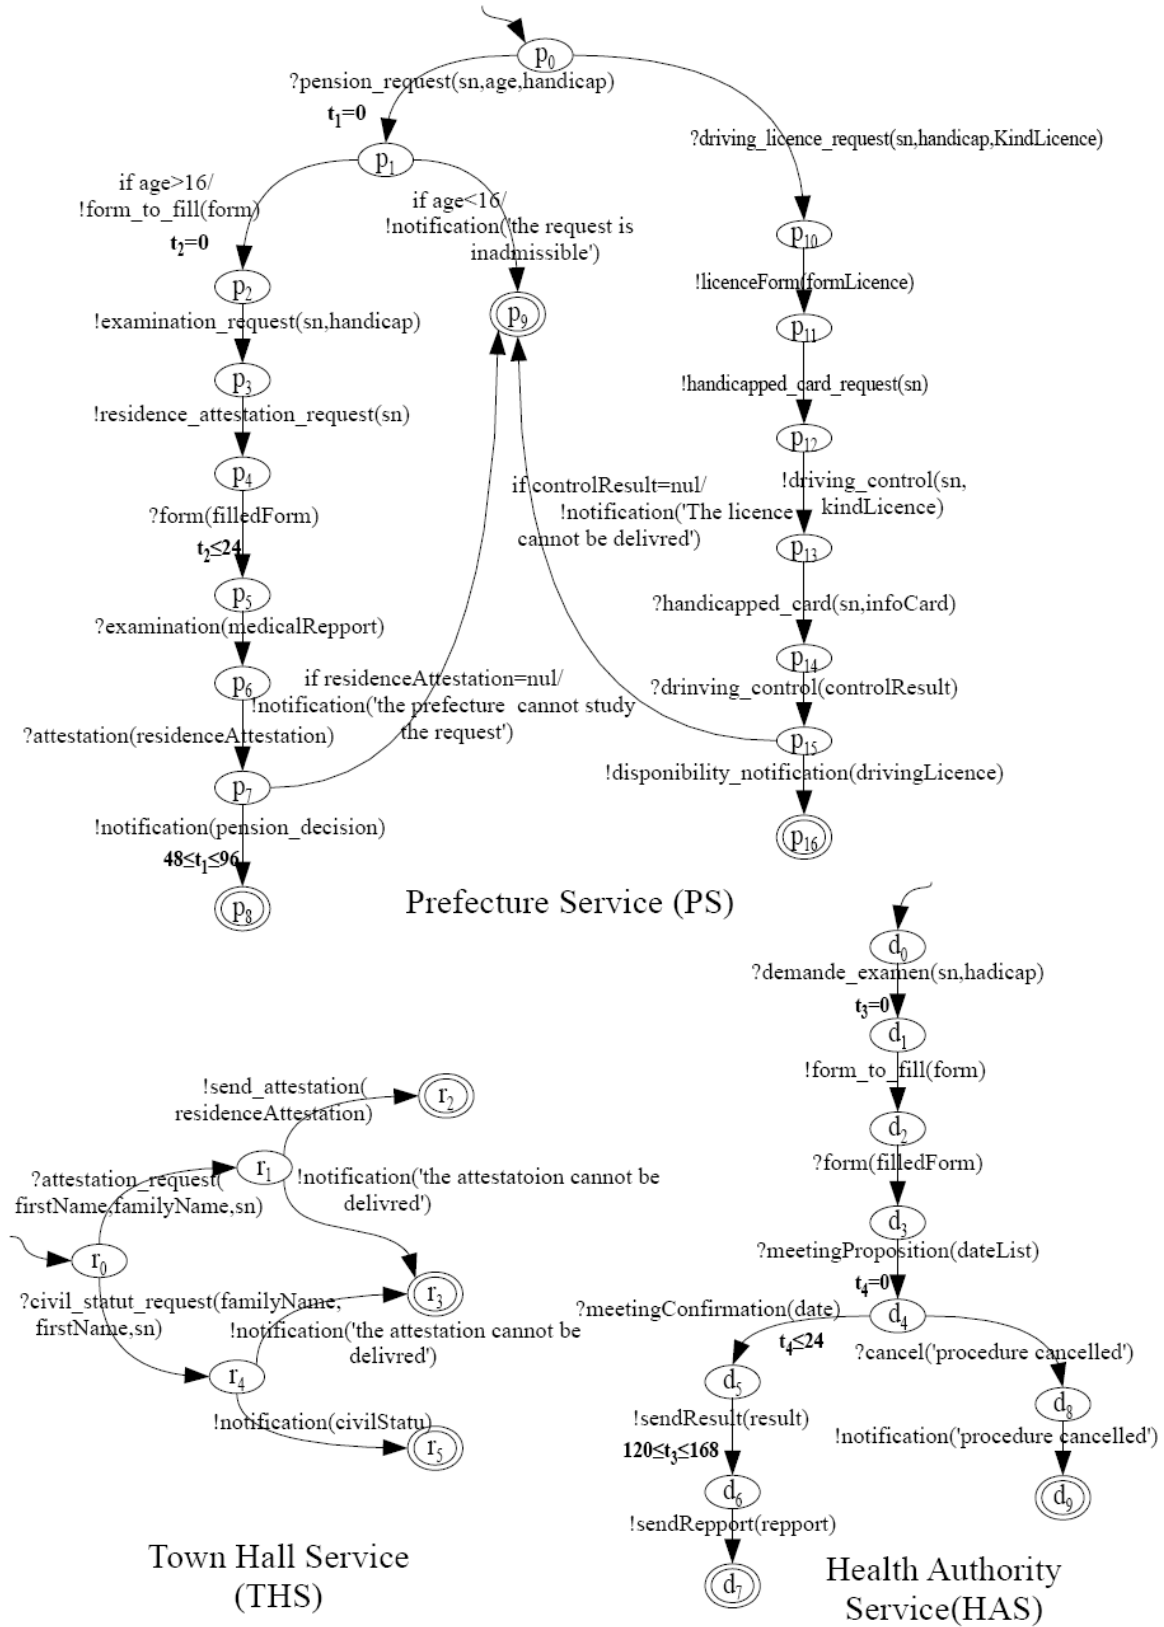 p0
?pension_request(sn,age,handicap)
t1=0
?driving_licence_request(sn,handicap,KindLicence)
p1
if age>16/
!form_to_fill(form)
t2=0
if age<16/
!notification('the request is
inadmissible')
p10
!licenceForm(formLicence)
p2
!examination_request(sn,handicap)
p9
p11
p3
!handicapped_card_request(sn)
!residence_attestation_request(sn)
p12
p4
if controlResult=nul/
!notification('The licence
cannot be delivred')
!driving_control(sn,
kindLicence)
?form(filledForm)
t2≤24
p13
p5
?handicapped_card(sn,infoCard)
?examination(medicalRepport)
p14
p6
if residenceAttestation=nul/
!notification('the prefecture cannot study
the request')
?drinving_control(controlResult)
?attestation(residenceAttestation)
p15
p7
!disponibility_notification(drivingLicence)
!notification(pension_decision)
48≤t1≤96
p16
p8
Prefecture Service (PS)
d0
?demande_examen(sn,hadicap)
t3=0
d1
!form_to_fill(form)
!send_attestation(
residenceAttestation)
r2
d2
?form(filledForm)
?attestation_request(
firstName,familyName,sn)
r1
!notification('the attestatoion cannot be
delivred')
d3
?meetingProposition(dateList)
t4=0
r0
?civil_statut_request(familyName,
firstName,sn)
r3
!notification('the attestation cannot be
delivred')
?meetingConfirmation(date)
t4≤24
d4
?cancel('procedure cancelled')
r4
d5
d8
!notification(civilStatu)
r5
!sendResult(result)
120≤t3≤168
!notification('procedure cancelled')
d6
d9
!sendRepport(repport)
d7
Town Hall Service
(THS)
Health Authority
Service(HAS)